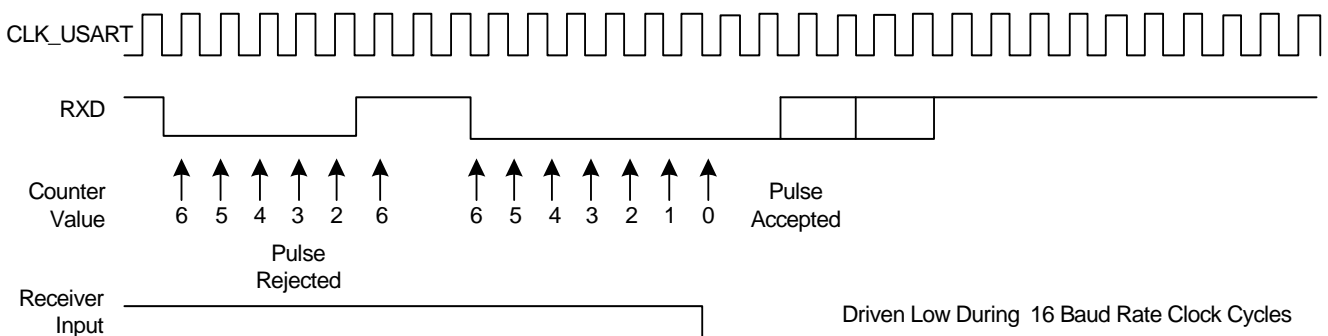 CLK_USART
RXD
Counter
Value
6 5 4 3 2 6 6 5 4 3 2 1 0
Pulse
Accepted
Pulse
Rejected
Receiver
Input
Driven Low During 16 Baud Rate Clock Cycles